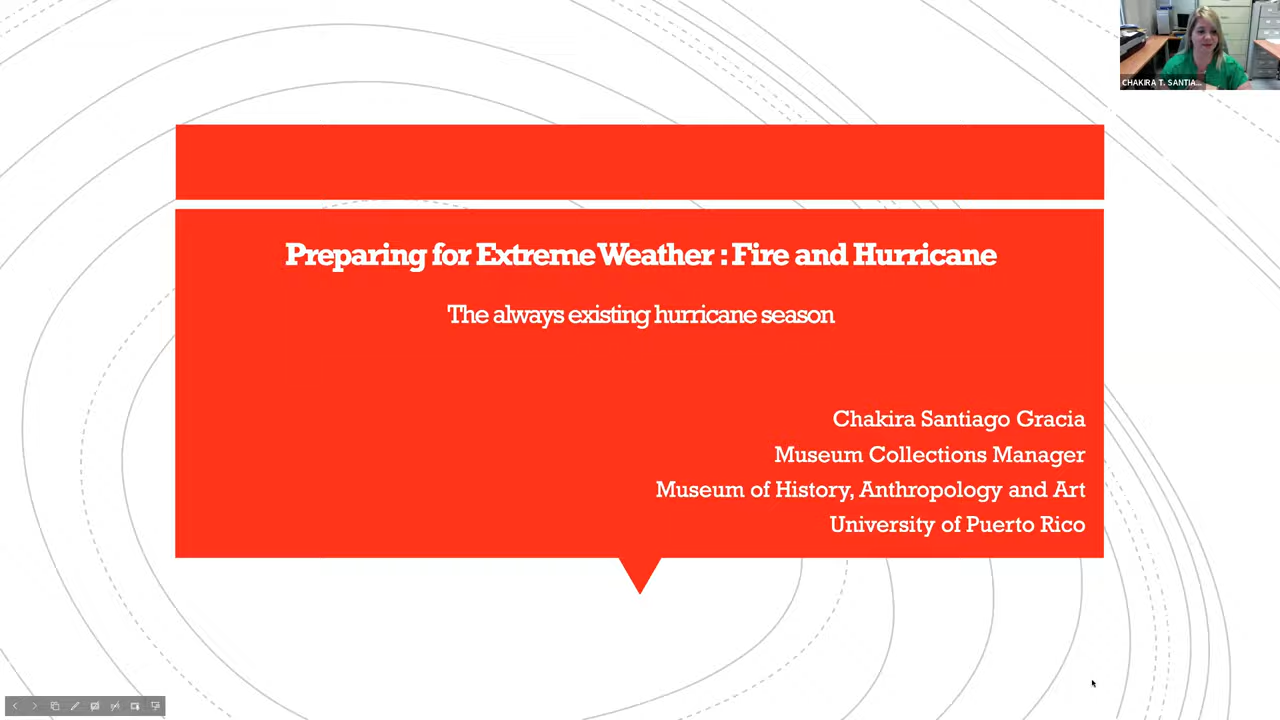 CHAKIRA T. SANTIA...
Preparing for Extreme Weather : Fire and Hurricane
The always existing hurricane season
Chakira Santiago Gracia
Museum Collections Manager
Museum of History, Anthropology and Art
University of Puerto Rico